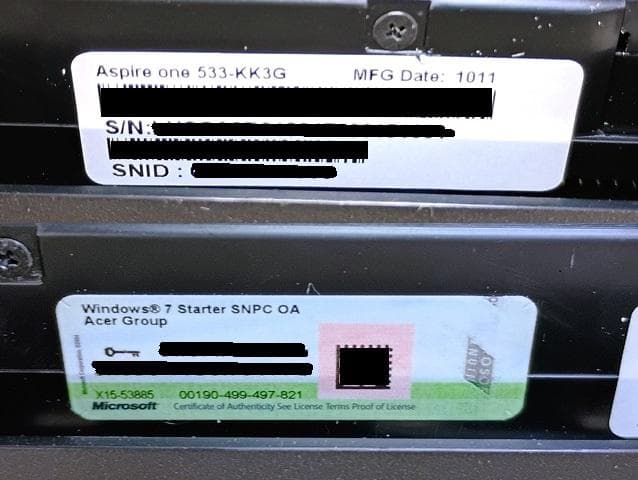 Aspire one 533-KK3G MFG Date: 1011
S/N:
SNID :
Windows® 7 Starter SNPC OA
Acer Group
X15-53885 00190-499-497-821
Microsoft Certificate of Authenticity See License Terms Proof of License